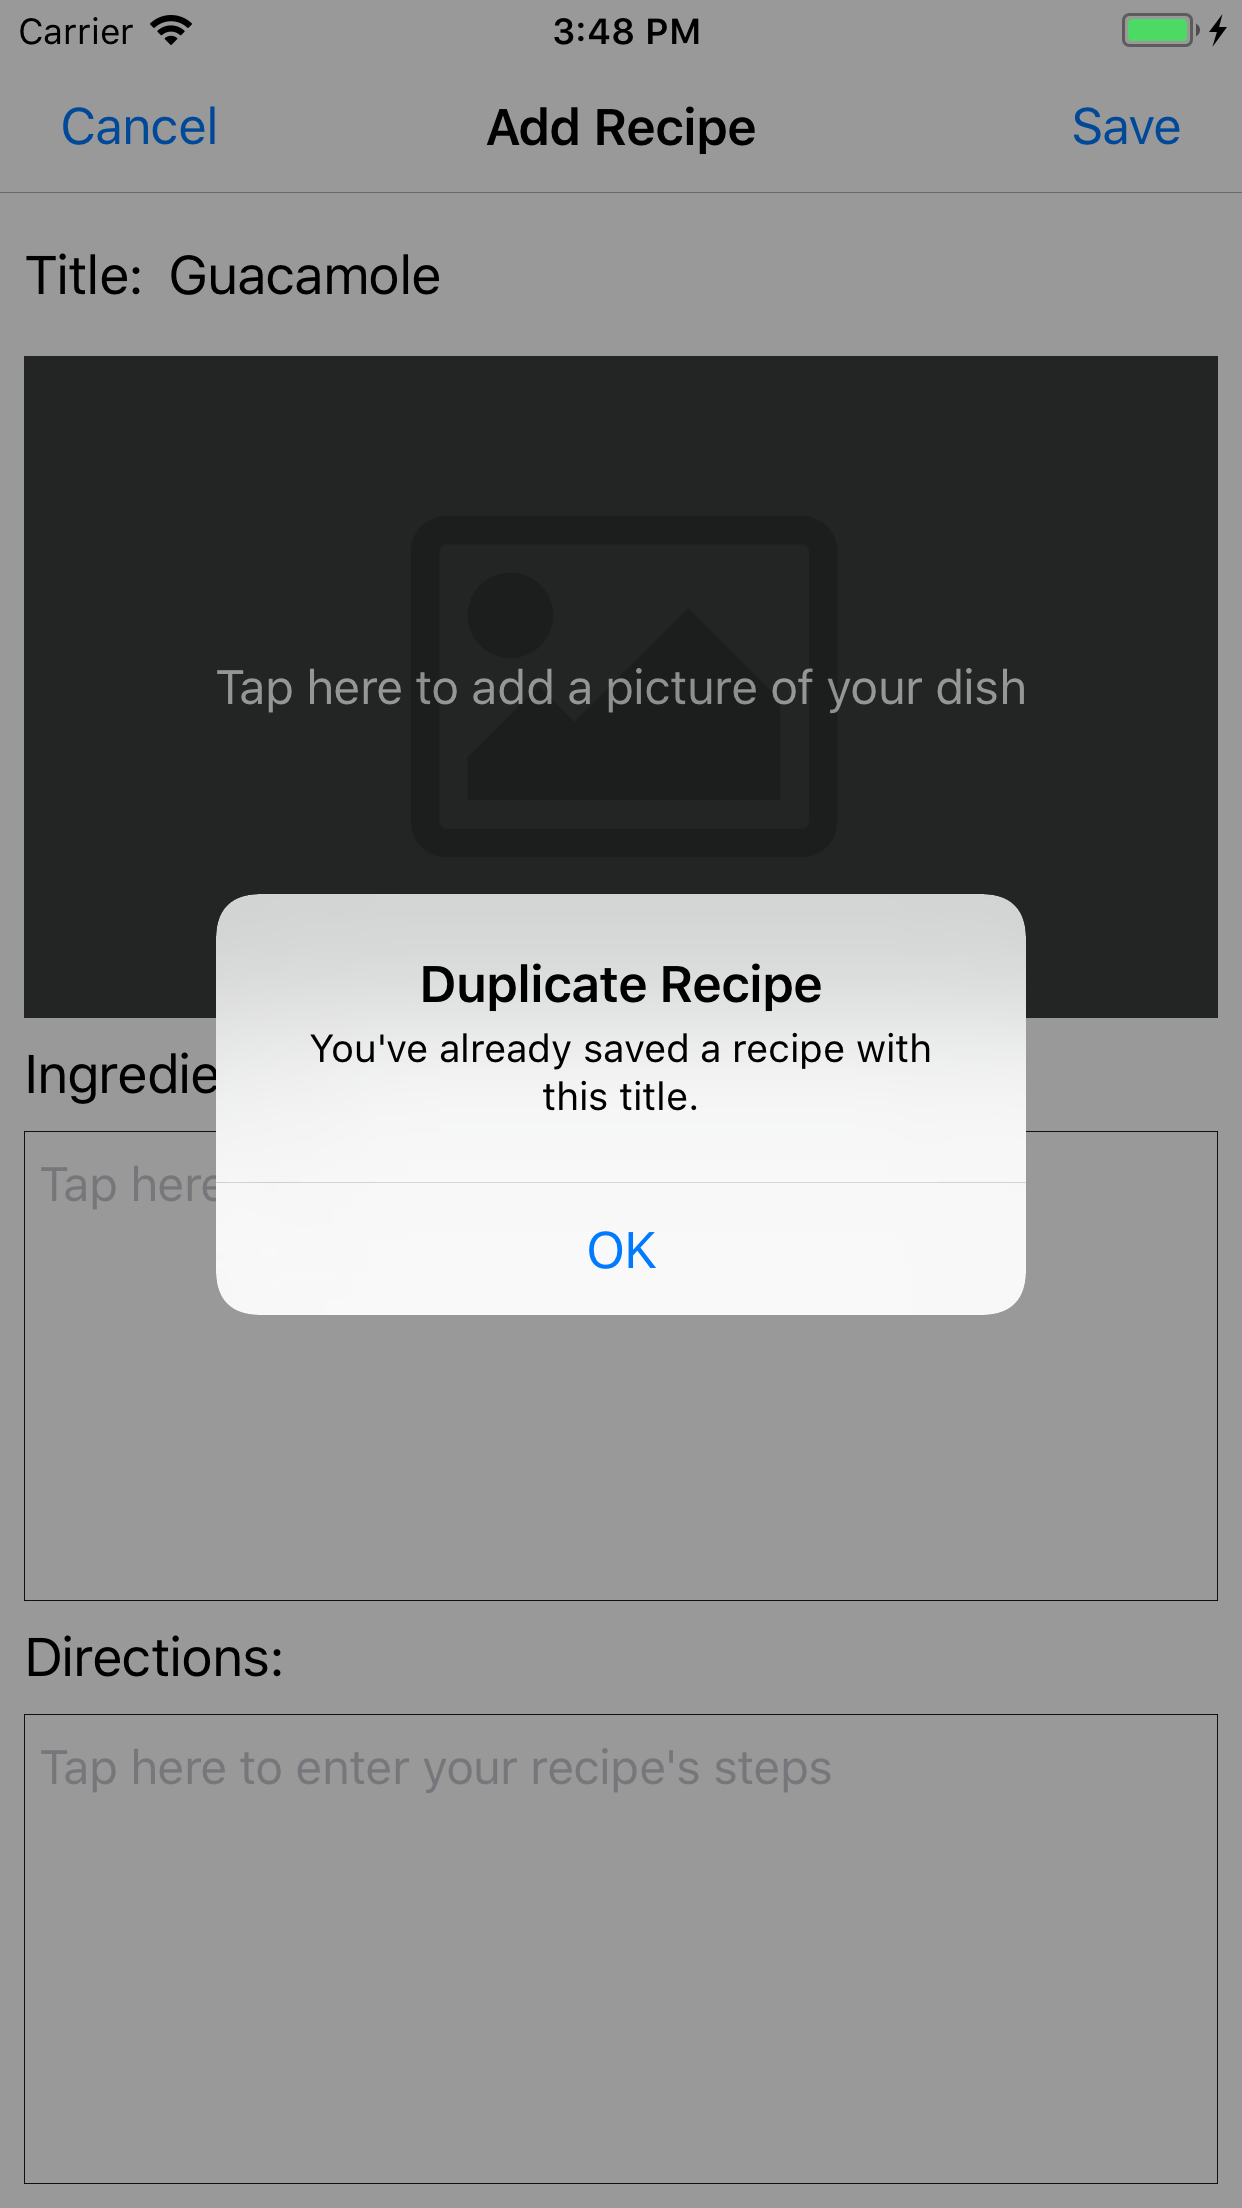 Carrier 3:48 PM
Cancel Add Recipe Save
Title: Guacamole
Tap here to add a picture of your dish
Duplicate Recipe
You've already saved a recipe with
this title.
OK
Tap here
Directions:
Tap here to enter your recipe's steps